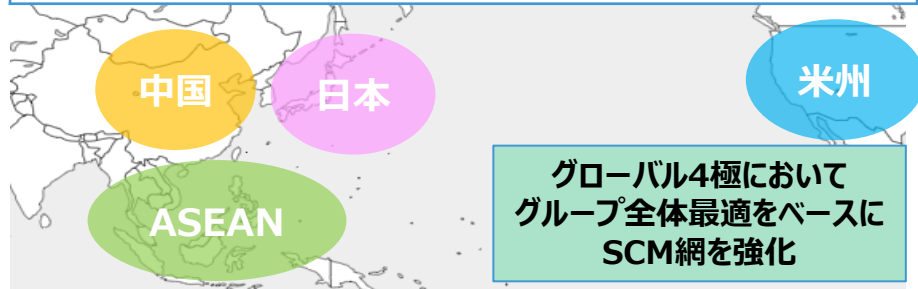 中国
日本
米州
ASEAN
グローバル4極において
グループ全体最適をベースに
SCM網を強化